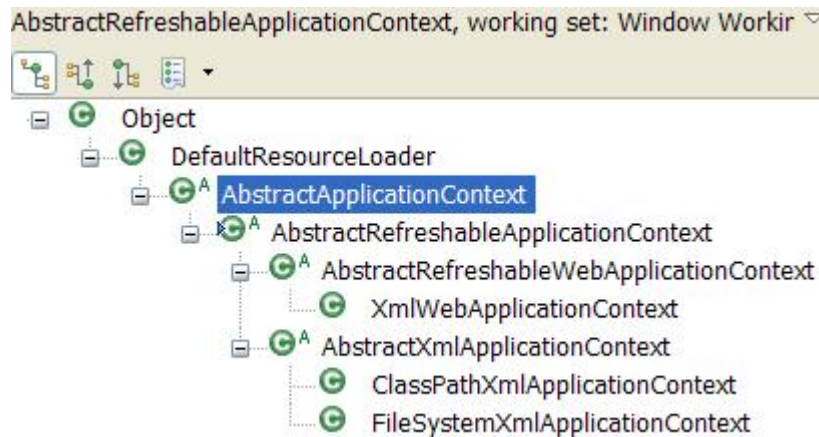 AbstractRefreshableApplicationContext, working set: Window Workir
Object
DefaultResourceLoader
A AbstractApplicationContext
A AbstractRefreshableApplicationContext
A AbstractRefreshableWebApplicationContext
XmlWebApplicationContext
A AbstractXmlApplicationContext
ClassPathXmlApplicationContext
FileSystemXmlApplicationContext